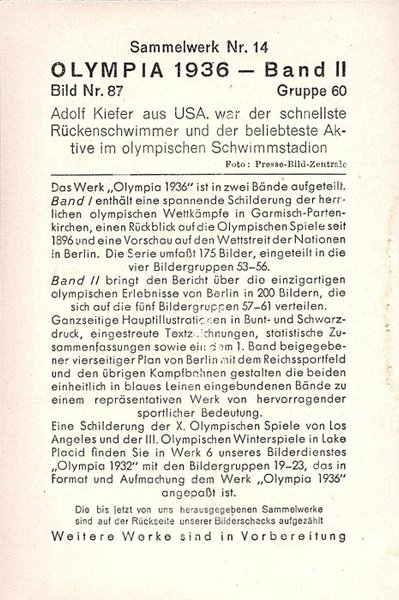 Sammelwerk Nr. 14
OLYMPIA 1936 — Band II
Bild Nr. 87 Gruppe 60
Adolf Kiefer aus USA. war der schnellste
Rückenschwimmer und der beliebteste Ak-
tive im olympischen Schwimmstadion
Foto: Presse-Bild-Zentrale
Das Werk „Olympia 1936" ist in zwei Bände aufgeteilt.
Band I enthält eine spannende Schilderung der herr-
lichen olympischen Wettkämpfe in Garmisch-Parten-
kirchen, einen Rückblick auf die Olympischen Spiele seit
1896 und eine Vorschau auf den Wettstreit der Nationen
in Berlin. Die Serie umfaßt 175 Bilder, eingeteilt in die
vier Bildergruppen 53–56.
Band II bringt den Bericht über die einzigartigen
olympischen Erlebnisse von Berlin in 200 Bildern, die
sich auf die fünf Bildergruppen 57–61 verteilen.
Ganzseitige Hauptillustrationen in Bunt- und Schwarz-
druck, eingestreute Textzeichnungen, statistische Zu-
sammenfassungen sowie ein dem 1. Band beigegebe-
ner vierseitiger Plan von Berlin mit dem Reichssportfeld
und den übrigen Kampfbahnen gestalten die beiden
einheitlich in blaues Leinen eingebundenen Bände zu
einem repräsentativen Werk von hervorragender
sportlicher Bedeutung.
Eine Schilderung der X. Olympischen Spiele von Los
Angeles und der III. Olympischen Winterspiele in Lake
Placid finden Sie in Werk 6 unseres Bilderdienstes
„Olympia 1932" mit den Bildergruppen 19–23, das in
Format und Aufmachung dem Werk „Olympia 1936"
angepaßt ist.
Die bis jetzt von uns herausgegebenen Sammelwerke
sind auf der Rückseite unserer Bilderschecks aufgezählt
Weitere Werke sind in Vorbereitung